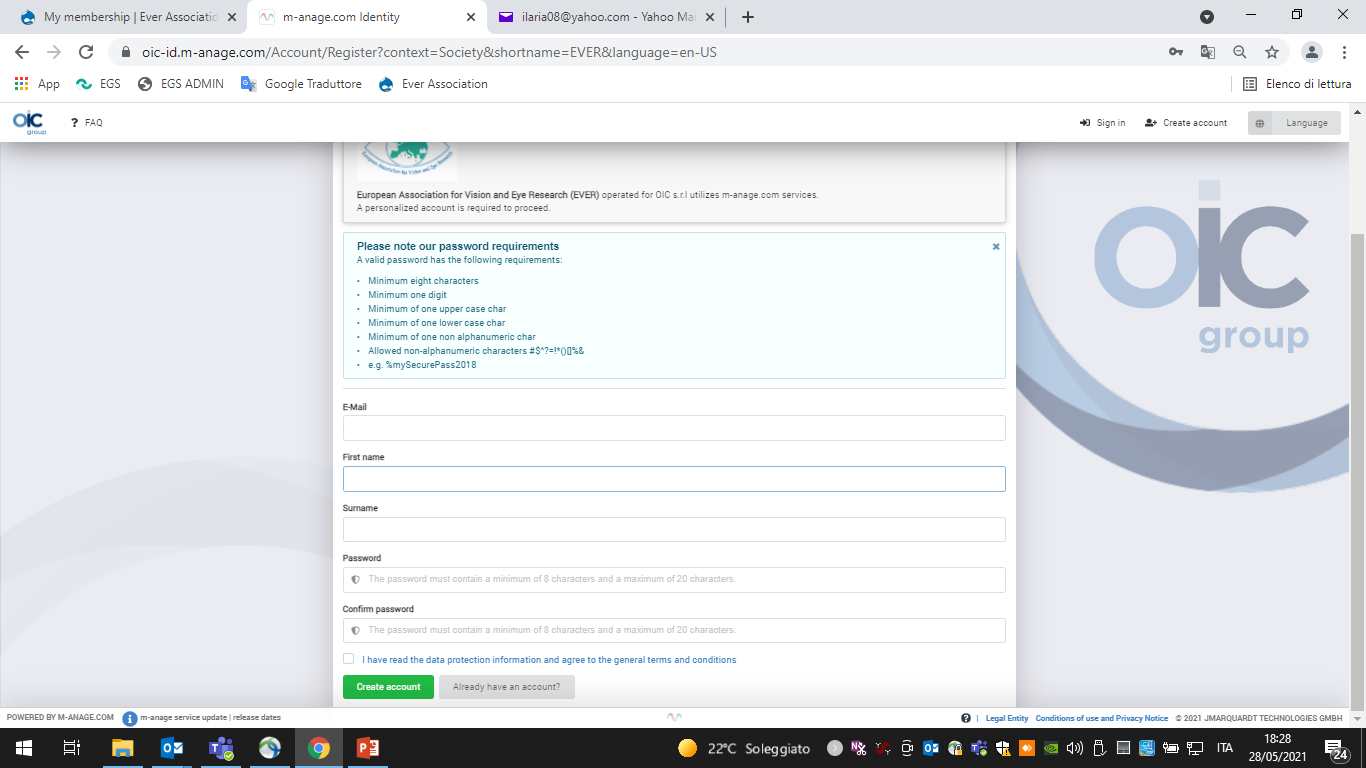 My membership | Ever Associatio
m-anage.com Identity
ilaria08@yahoo.com - Yahoo Mai
oic-id.m-anage.com/Account/Register?context=Society&shortname=EVER&language=en-US
App EGS EGS ADMIN Google Traduttore Ever Association Elenco di lettura
oic group
? FAQ Sign in Create account Language
European Association for Vision and Eye Research
European Association for Vision and Eye Research (EVER) operated for OIC s.r.l utilizes m-anage.com services.
A personalized account is required to proceed.
Please note our password requirements
A valid password has the following requirements:
• Minimum eight characters
• Minimum one digit
• Minimum of one upper case char
• Minimum of one lower case char
• Minimum of one non alphanumeric char
• Allowed non-alphanumeric characters #$^?=!*()[]%&
• e.g. %mySecurePass2018
oic
group
E-Mail
First name
Surname
Password
The password must contain a minimum of 8 characters and a maximum of 20 characters.
Confirm password
The password must contain a minimum of 8 characters and a maximum of 20 characters.
I have read the data protection information and agree to the general terms and conditions
Create account Already have an account?
POWERED BY M-ANAGE.COM m-anage service update | release dates ? | Legal Entity Conditions of use and Privacy Notice © 2021 JMARQUARDT TECHNOLOGIES GMBH
22°C Soleggiato ITA 18:28
28/05/2021 24